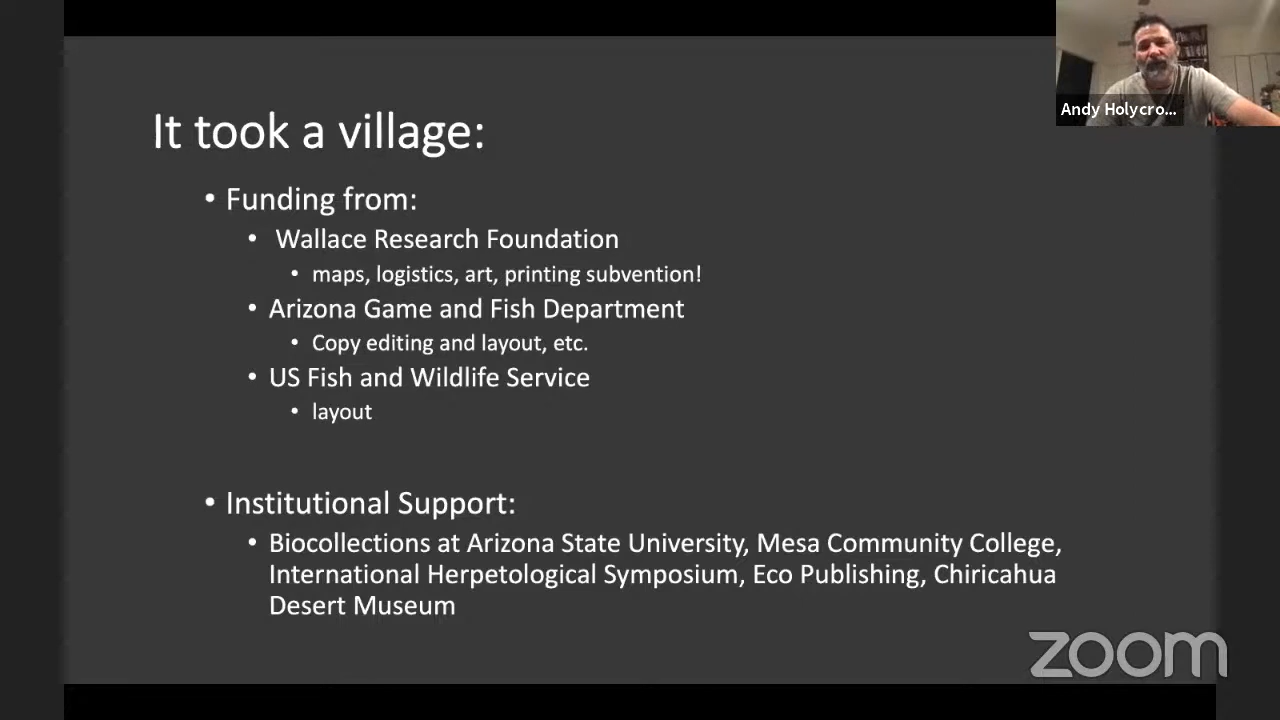 Andy Holycro...
It took a village:
• Funding from:
• Wallace Research Foundation
• maps, logistics, art, printing subvention!
• Arizona Game and Fish Department
• Copy editing and layout, etc.
• US Fish and Wildlife Service
• layout
• Institutional Support:
• Biocollections at Arizona State University, Mesa Community College,
International Herpetological Symposium, Eco Publishing, Chiricahua
Desert Museum
zoom